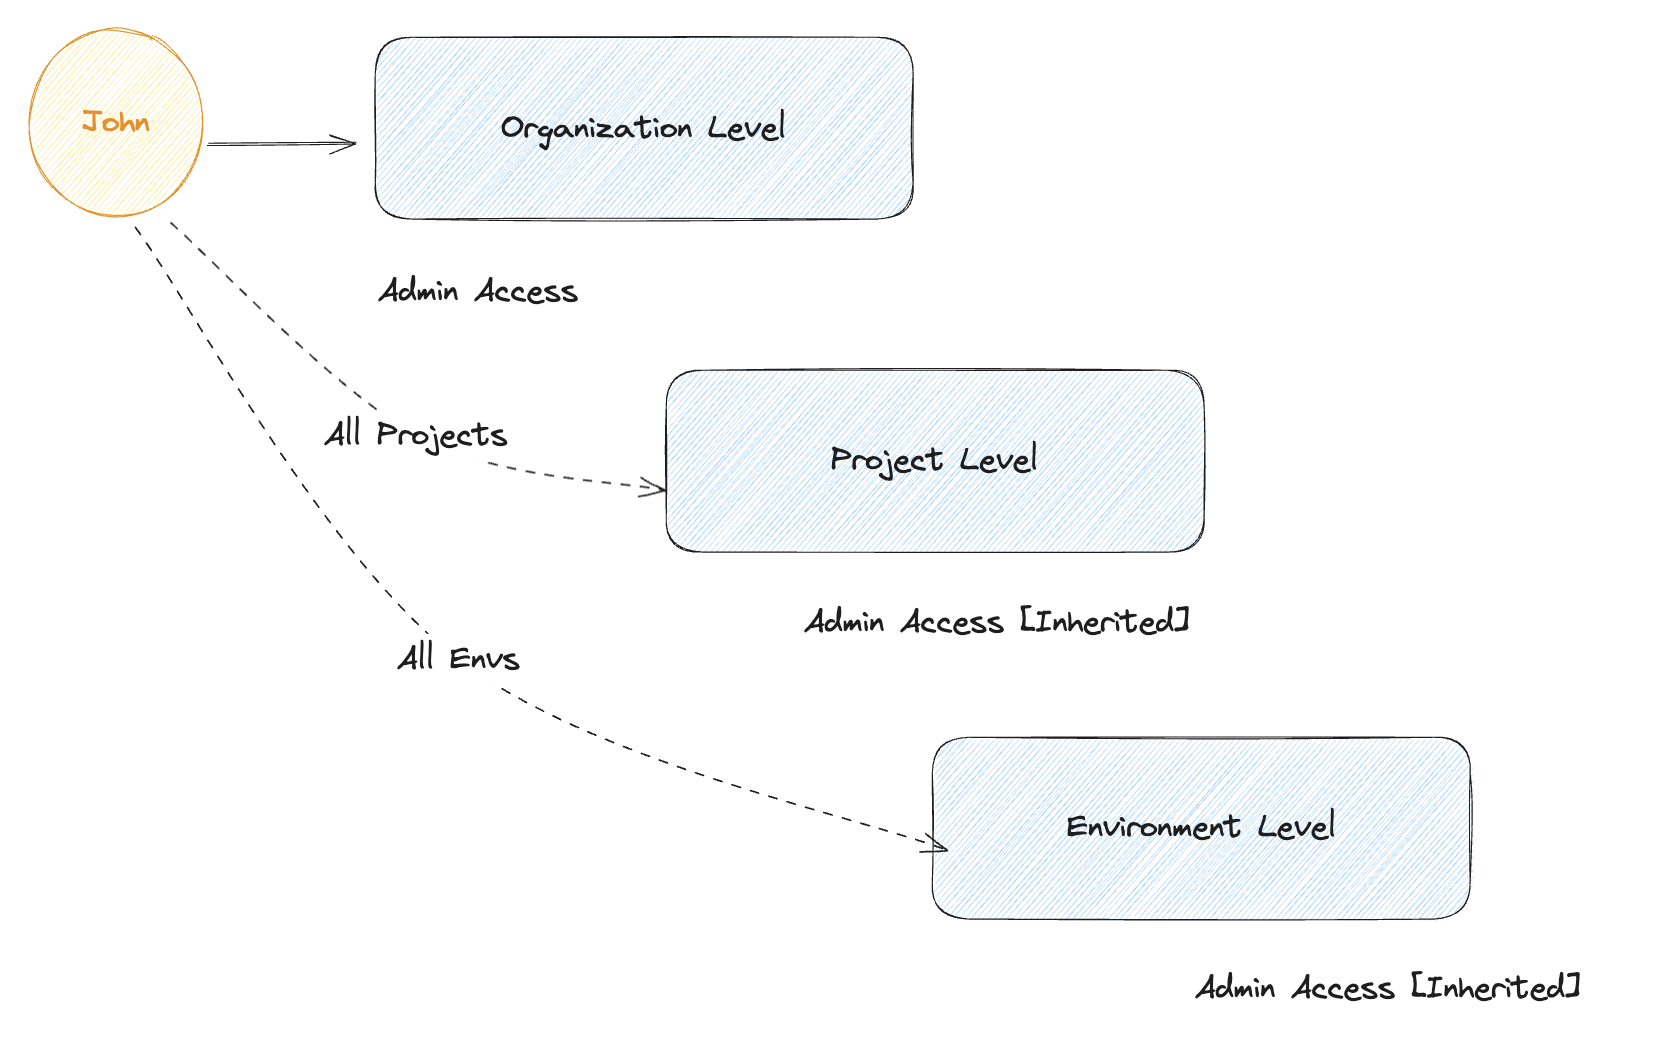 John
Organization Level
Admin Access
All Projects
Project Level
Admin Access [Inherited]
All Envs
Environment Level
Admin Access [Inherited]